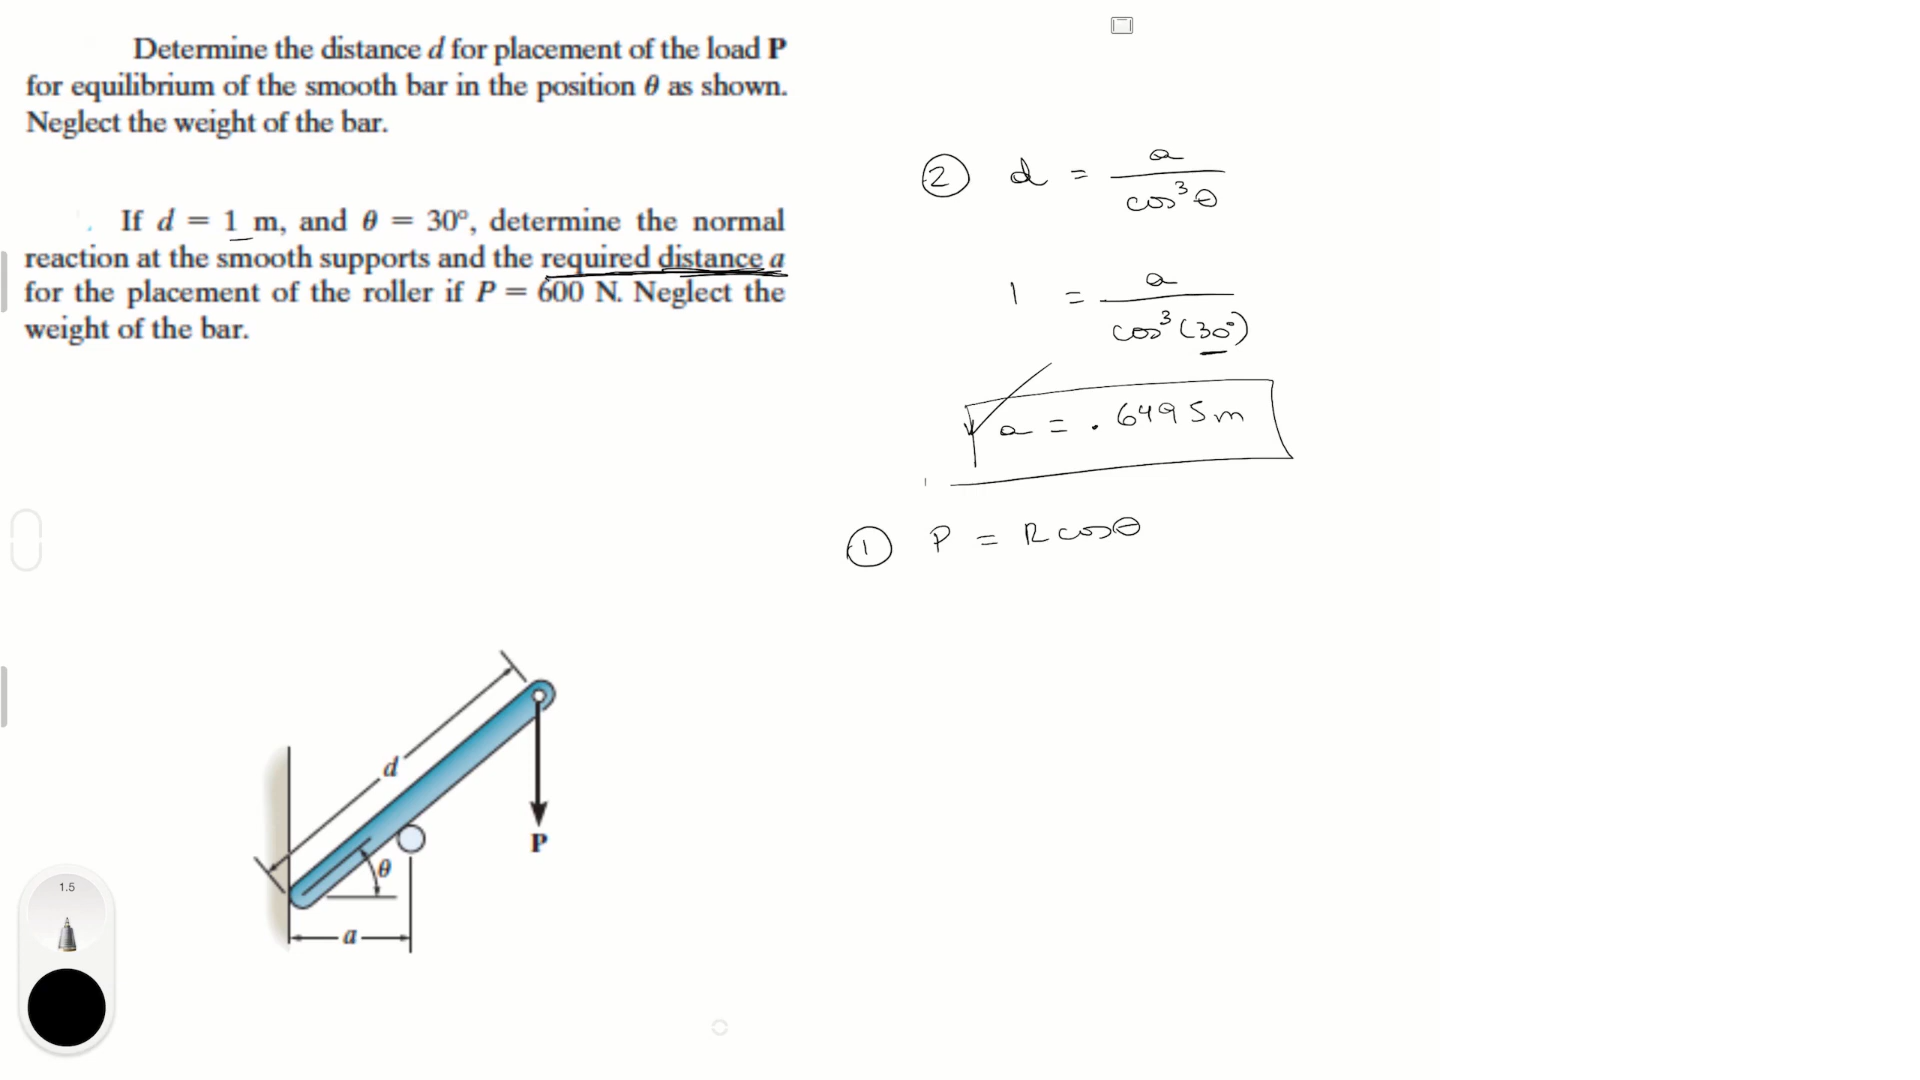 Determine the distance d for placement of the load P
for equilibrium of the smooth bar in the position θ as shown.
Neglect the weight of the bar.
If d = 1 m, and θ = 30°, determine the normal
reaction at the smooth supports and the required distance a
for the placement of the roller if P = 600 N. Neglect the
weight of the bar.
② d = a / cos³θ
1 = a / cos³(30°)
a = .6495m
① P = R cosθ
d
P
θ
a
1.5